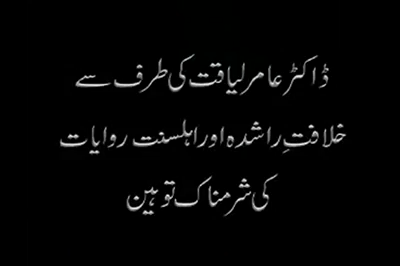 ڈاکٹر عامر لیاقت کی طرف سے
خلافتِ راشدہ اور اہلسنت روایات
کی شرمناک توہین